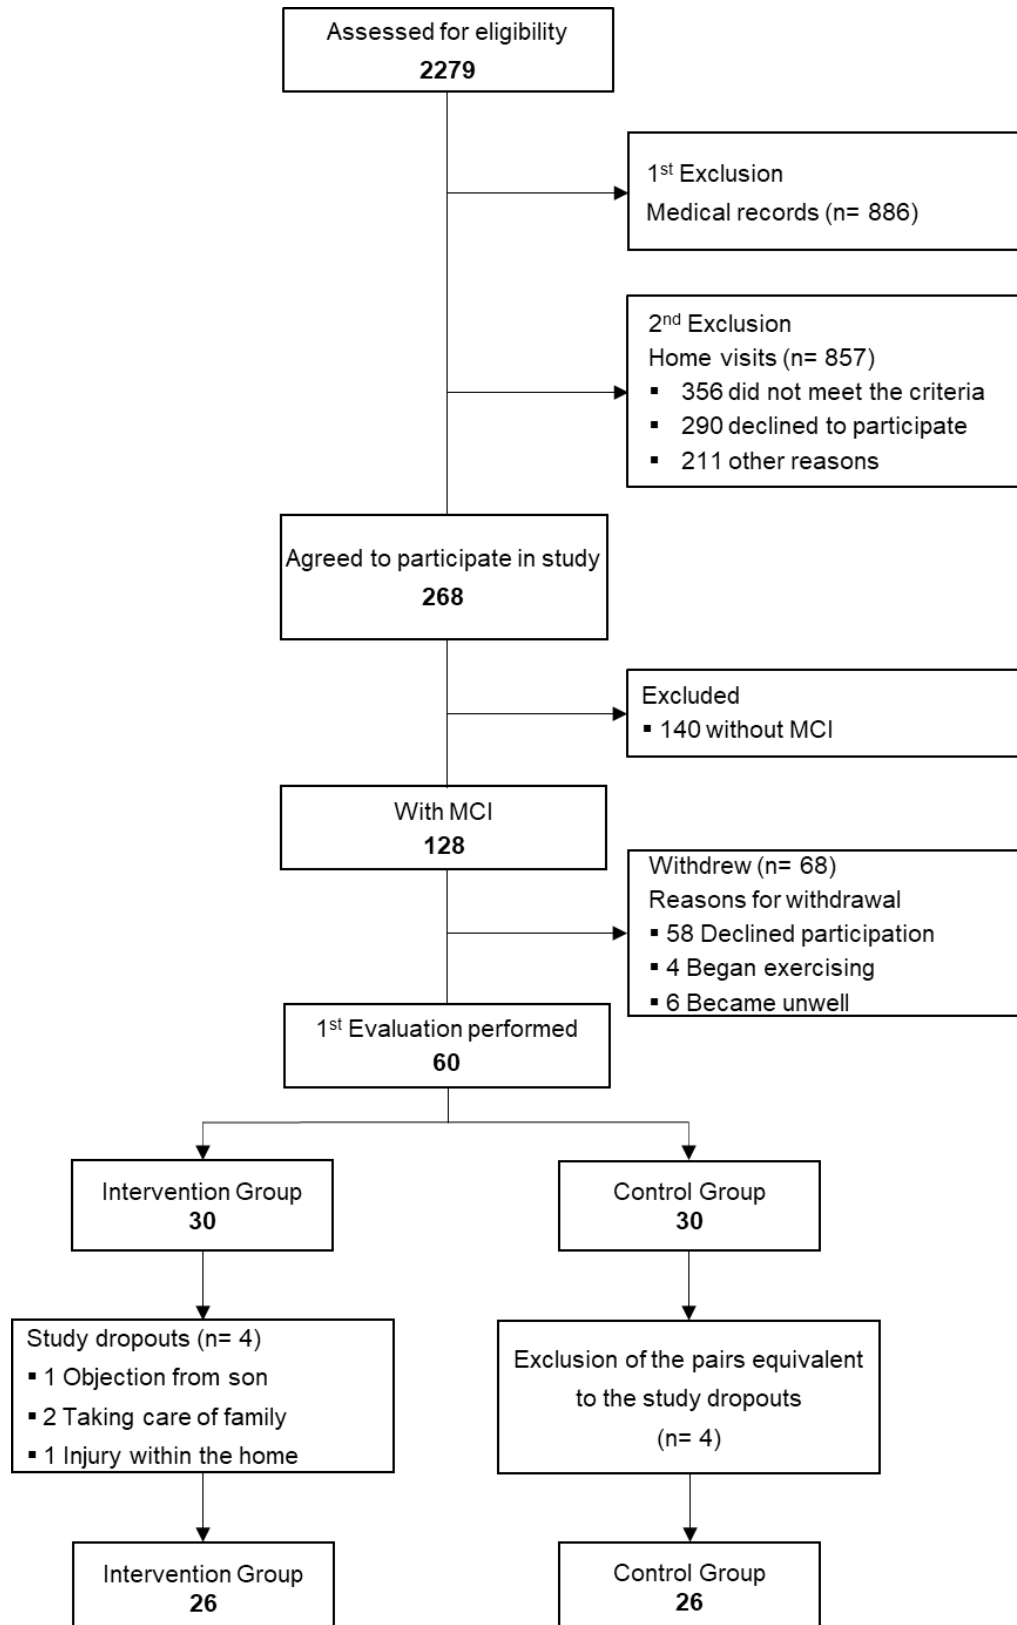 Assessed for eligibility
2279
1st Exclusion
Medical records (n= 886)
2nd Exclusion
Home visits (n= 857)
▪ 356 did not meet the criteria
▪ 290 declined to participate
▪ 211 other reasons
Agreed to participate in study
268
Excluded
▪ 140 without MCI
With MCI
128
Withdrew (n= 68)
Reasons for withdrawal
▪ 58 Declined participation
▪ 4 Began exercising
▪ 6 Became unwell
1st Evaluation performed
60
Intervention Group
30
Control Group
30
Study dropouts (n= 4)
▪ 1 Objection from son
▪ 2 Taking care of family
▪ 1 Injury within the home
Exclusion of the pairs equivalent
to the study dropouts
(n= 4)
Intervention Group
26
Control Group
26